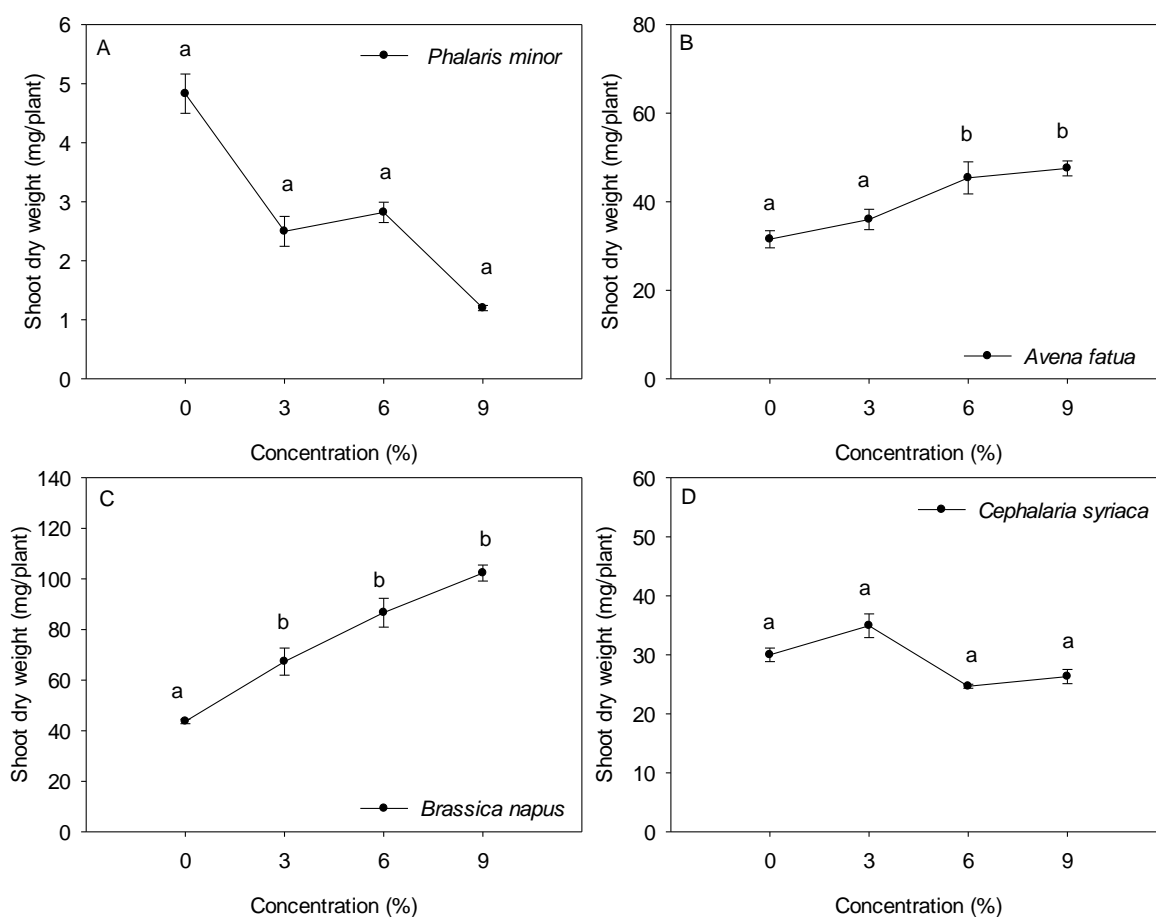 A
Phalaris minor
Shoot dry weight (mg/plant)
6
5
4
3
2
1
0
a
a
a
a
0 3 6 9
Concentration (%)
B
Avena fatua
Shoot dry weight (mg/plant)
80
60
40
20
0
a
a
b
b
0 3 6 9
Concentration (%)
C
Brassica napus
Shoot dry weight (mg/plant)
140
120
100
80
60
40
20
0
a
b
b
b
0 3 6 9
Concentration (%)
D
Cephalaria syriaca
Shoot dry weight (mg/plant)
60
50
40
30
20
10
0
a
a
a
a
0 3 6 9
Concentration (%)